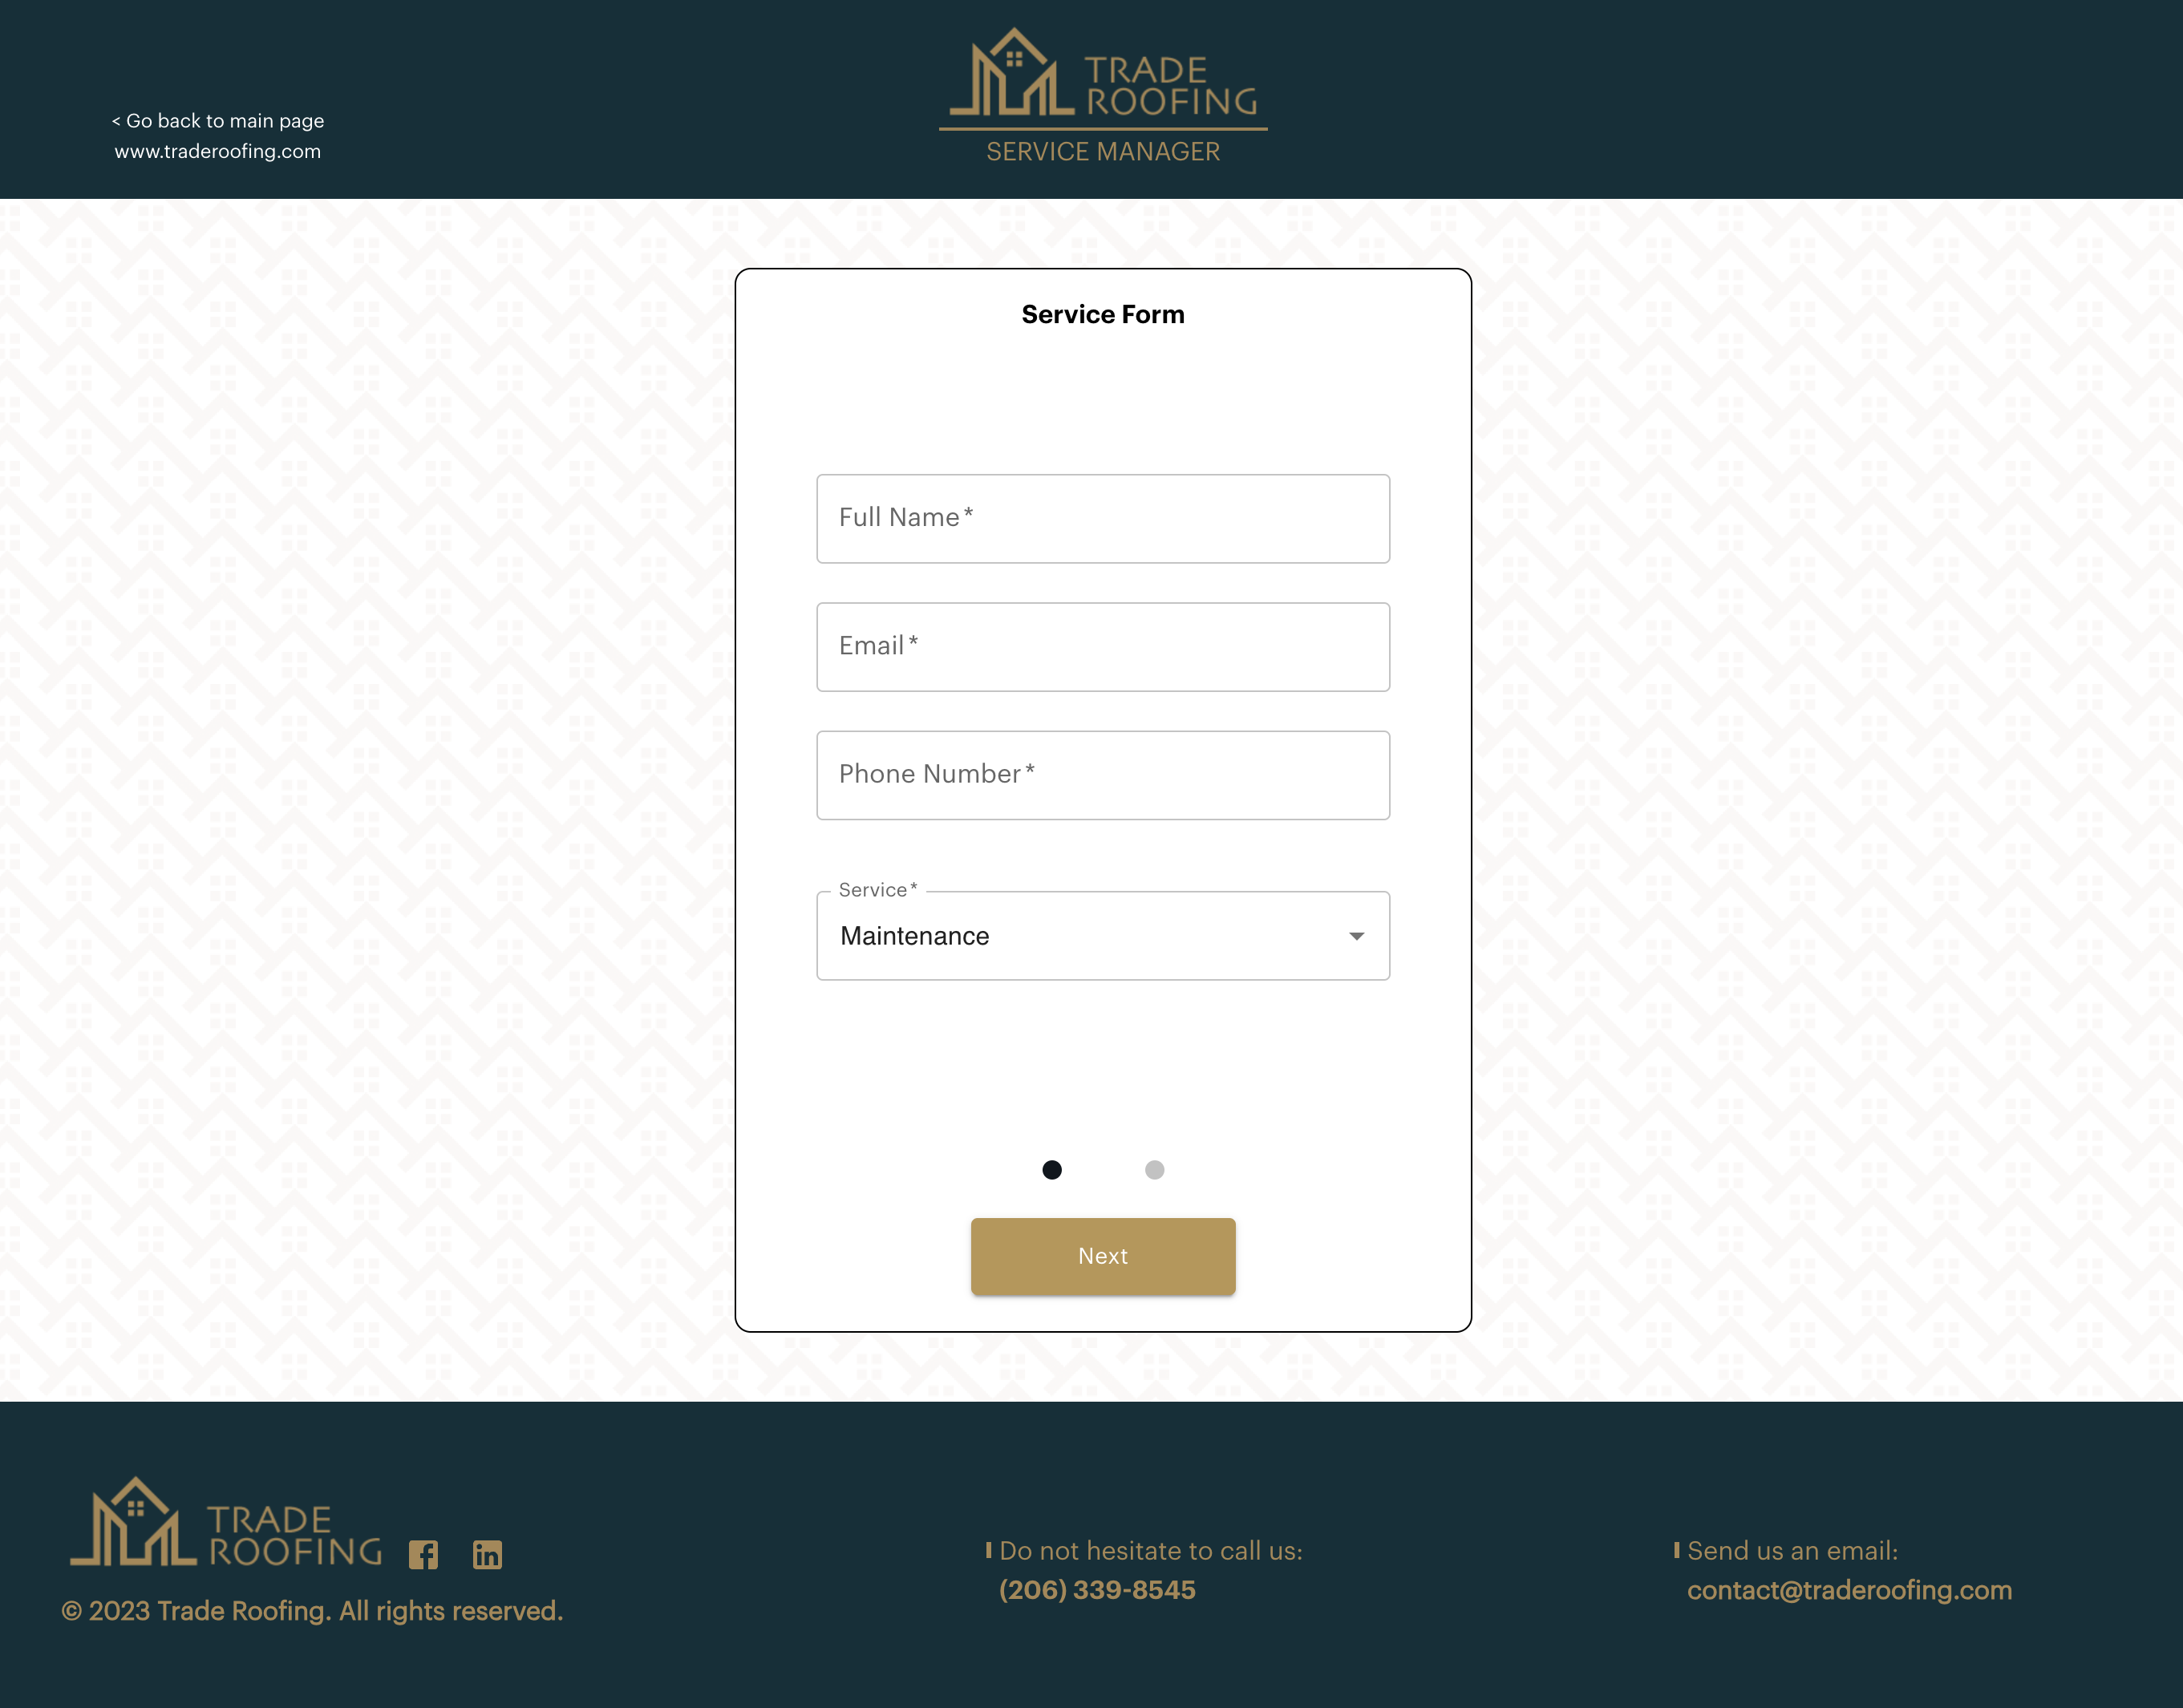 TRADE
ROOFING
SERVICE MANAGER
< Go back to main page
www.traderoofing.com
Service Form
Full Name*
Email*
Phone Number*
Service*
Maintenance
Next
TRADE
ROOFING
© 2023 Trade Roofing. All rights reserved.
Do not hesitate to call us:
(206) 339-8545
Send us an email:
contact@traderoofing.com